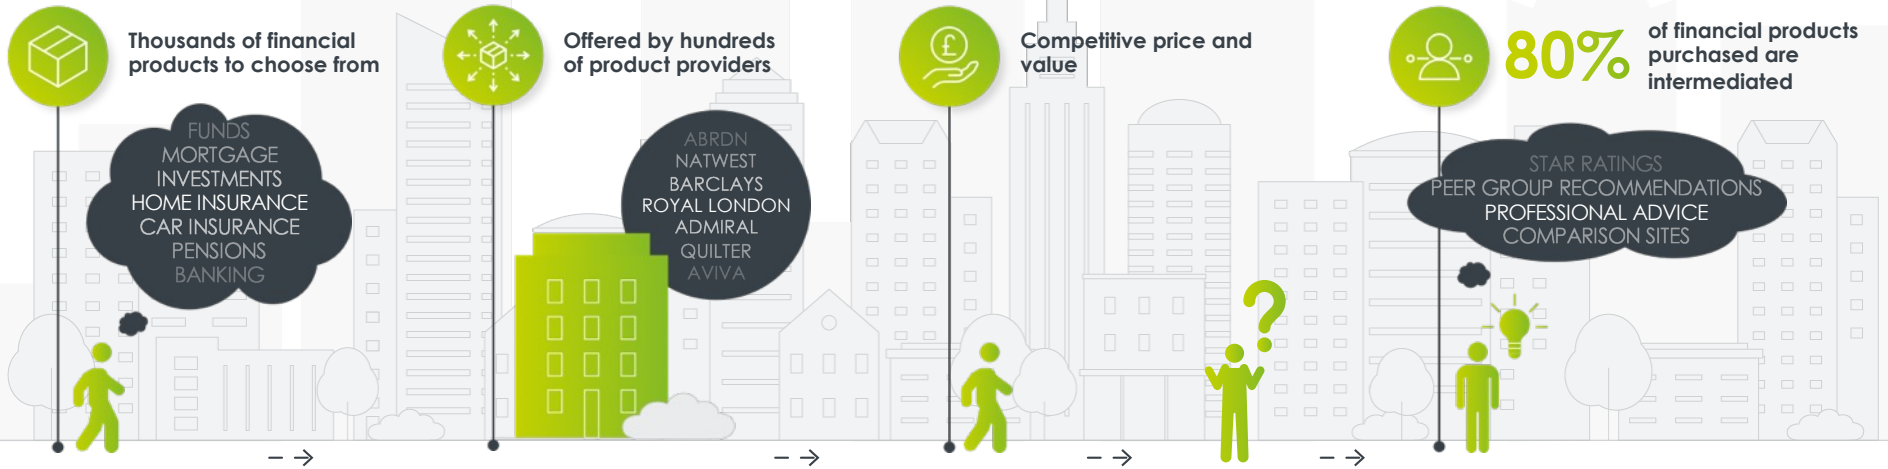 Thousands of financial
products to choose from
FUNDS
MORTGAGE
INVESTMENTS
HOME INSURANCE
CAR INSURANCE
PENSIONS
BANKING
Offered by hundreds
of product providers
ABRDN
NATWEST
BARCLAYS
ROYAL LONDON
ADMIRAL
QUILTER
AVIVA
£
Competitive price and
value
?
80%
of financial products
purchased are
intermediated
STAR RATINGS
PEER GROUP RECOMMENDATIONS
PROFESSIONAL ADVICE
COMPARISON SITES